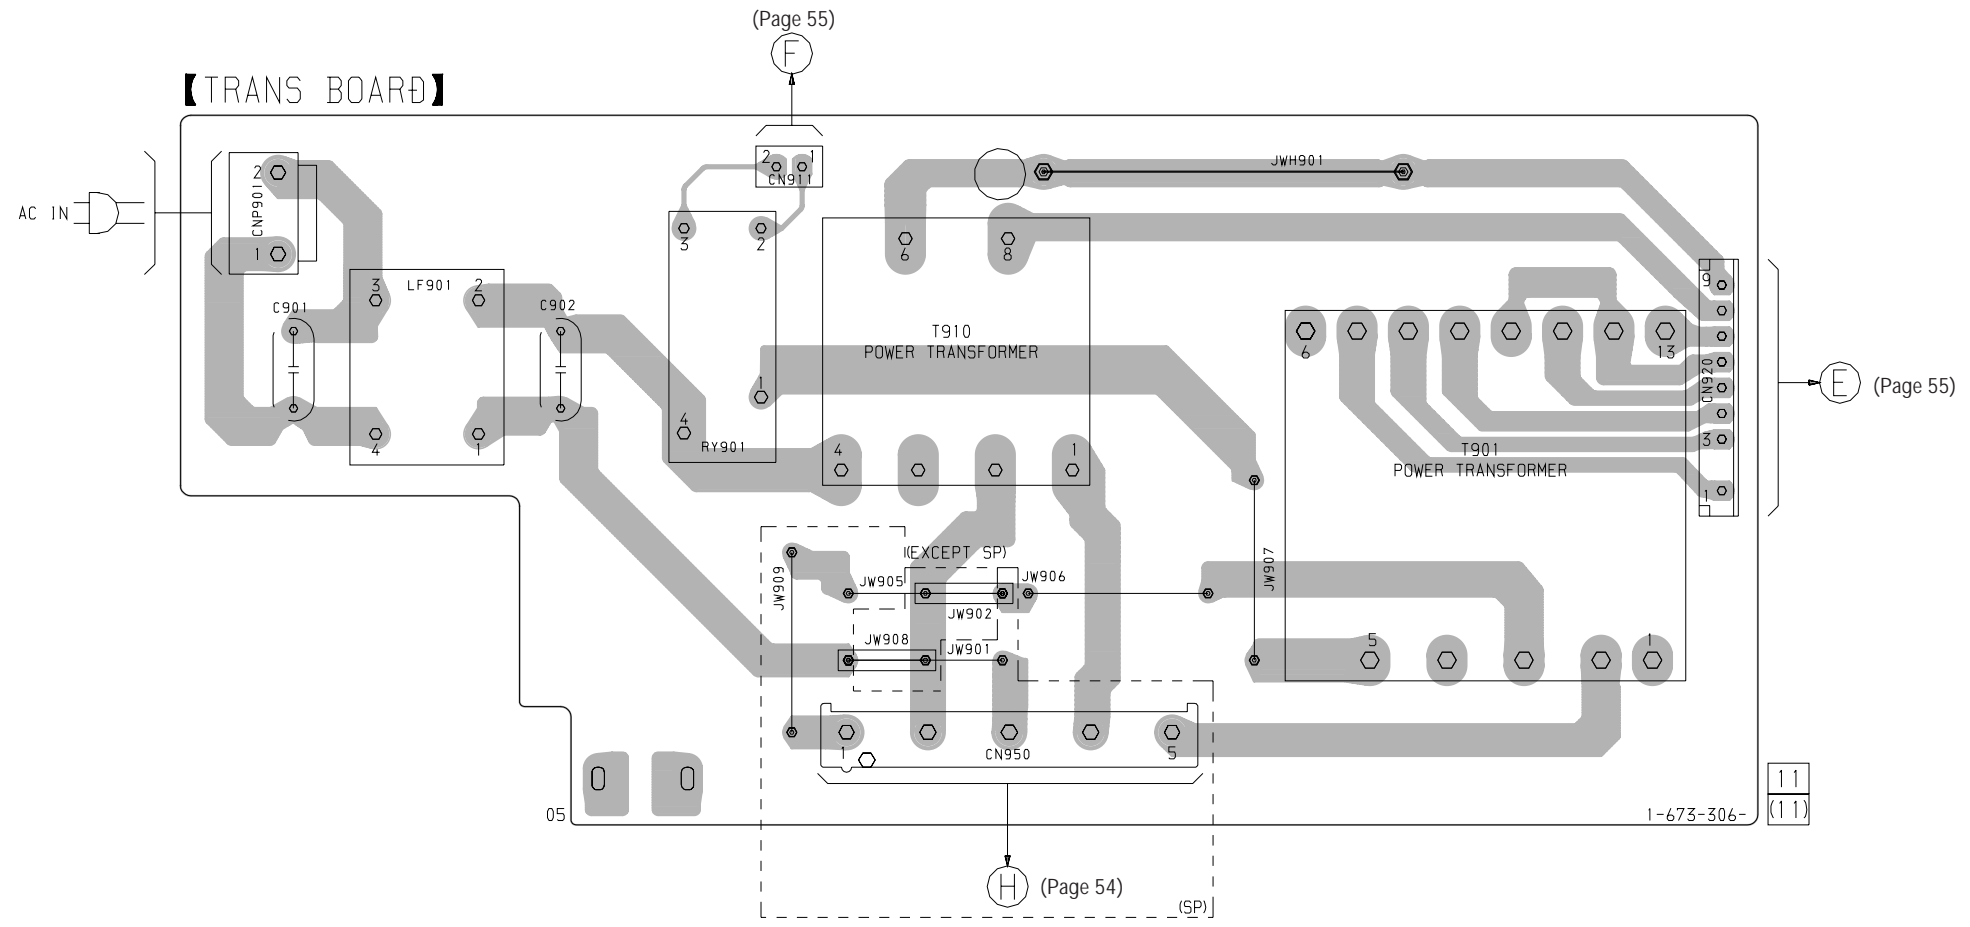 (Page 55)
F
【TRANS BOARD】
AC IN
2
CNP901
1
2 1
CN911
JWH901
3
2
6
8
C901
3
LF901
2
C902
9
T910
POWER TRANSFORMER
6
13
CN920
E
(Page 55)
1
4
1
4
RY901
4
1
3
T901
POWER TRANSFORMER
1
(EXCEPT SP)
JW909
JW905
JW906
JW907
JW902
JW908
JW901
5
1
1
CN950
5
05
1-673-306-
11
(11)
H
(Page 54)
(SP)